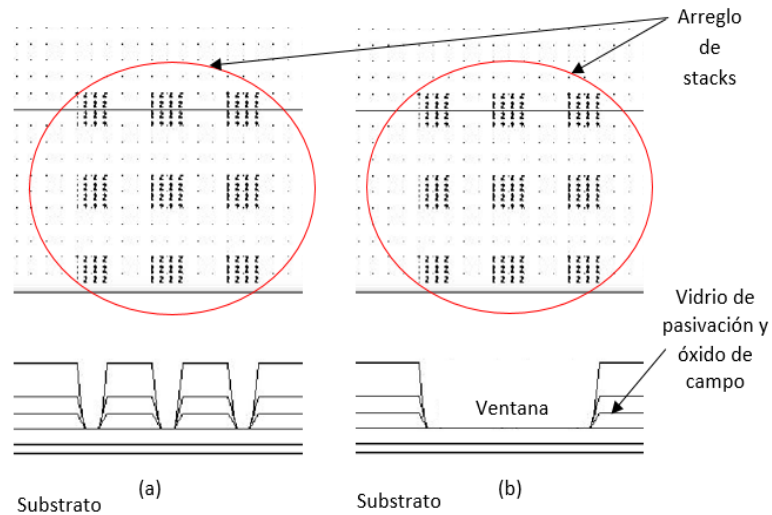 Arreglo
de
stacks
Vidrio de
pasivación y
óxido de
campo
Ventana
(a)
(b)
Substrato
Substrato